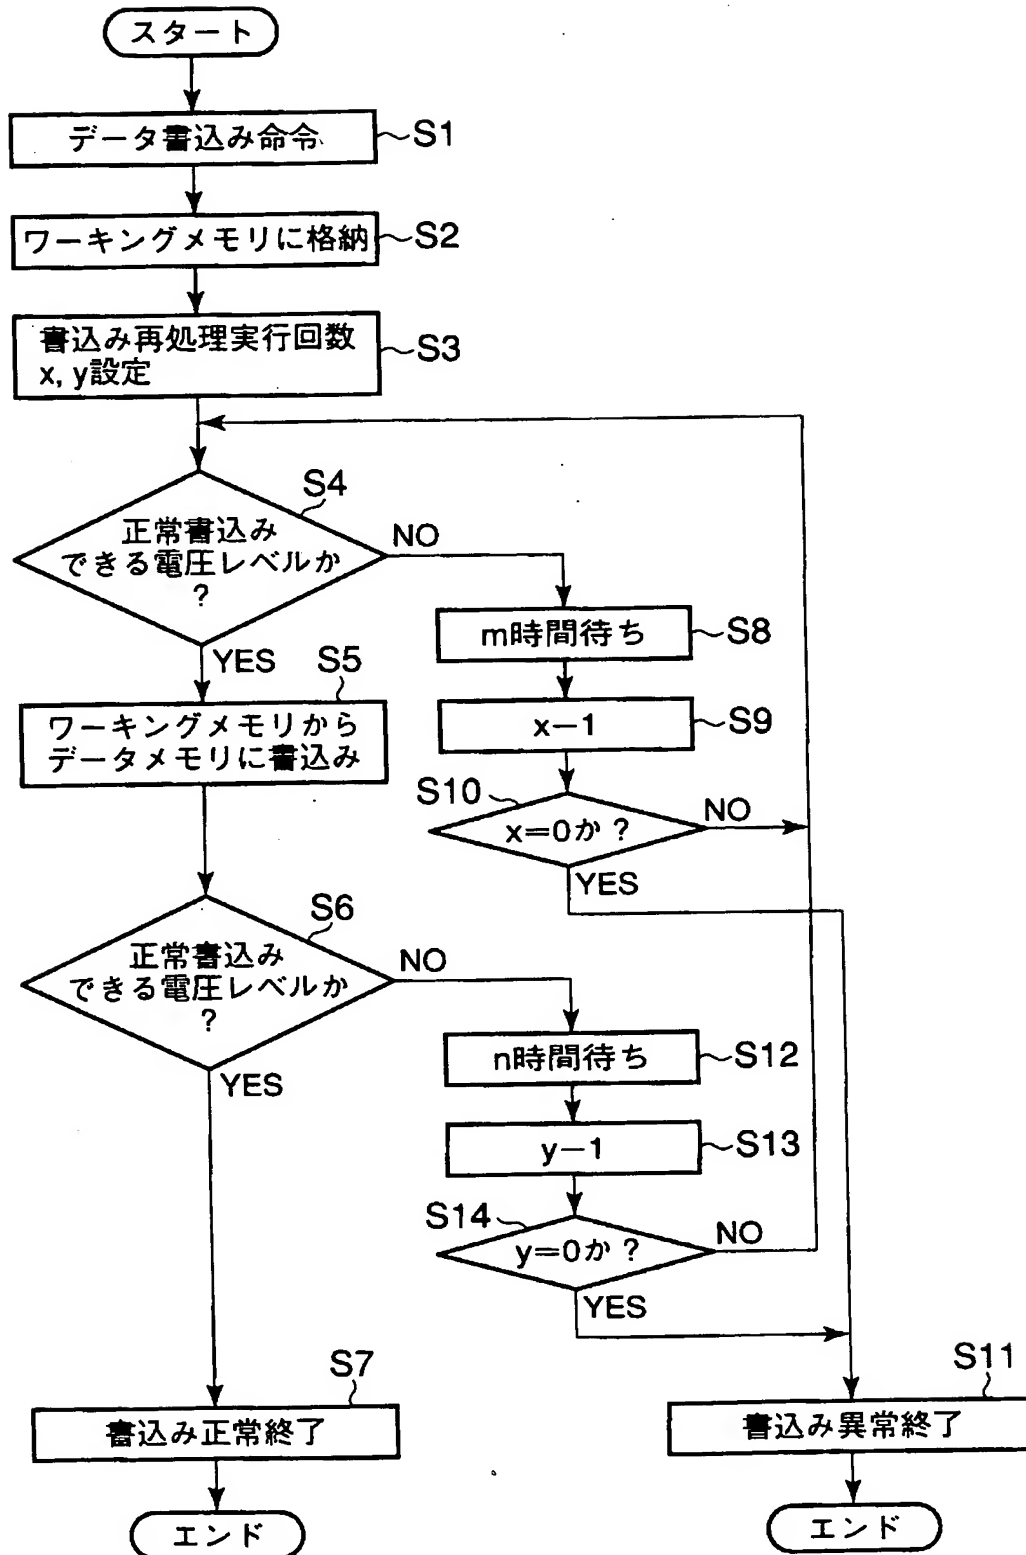 スタート
データ書込み命令
S1
ワーキングメモリに格納
S2
書込み再処理実行回数
x, y設定
S3
S4
正常書込み
できる電圧レベルか
?
NO
YES
m時間待ち
S8
S5
ワーキングメモリから
データメモリに書込み
x−1
S9
S10
x=0か?
NO
YES
S6
正常書込み
できる電圧レベルか
?
NO
YES
n時間待ち
S12
y−1
S13
S14
y=0か?
NO
YES
S7
書込み正常終了
エンド
S11
書込み異常終了
エンド